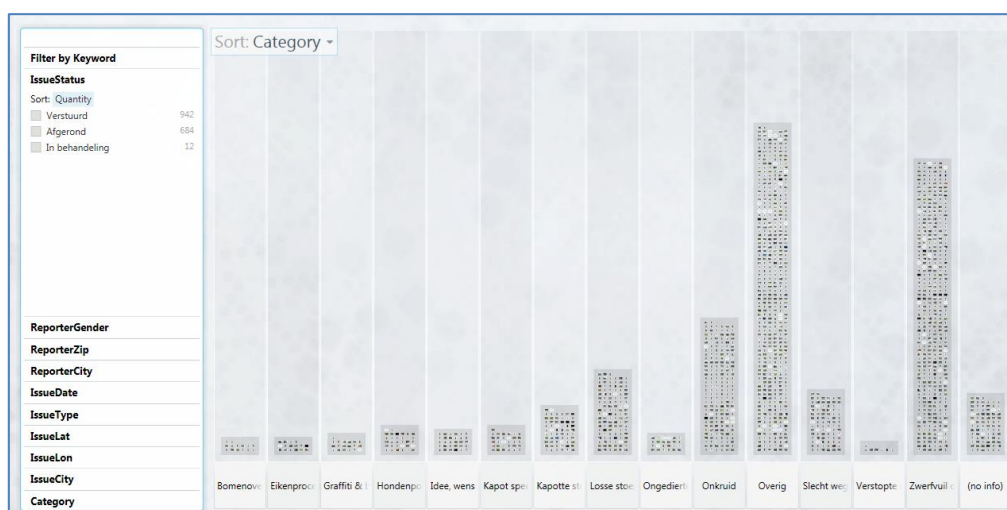 Sort: Category
Filter by Keyword
IssueStatus
Sort: Quantity
Verstuurd 942
Afgerond 684
In behandeling 12
ReporterGender
ReporterZip
ReporterCity
IssueDate
IssueType
IssueLat
IssueLon
IssueCity
Category
Bomenove Eikenproc Graffiti & Hondenpo Idee, wens Kapot spe Kapotte st Losse stoe Ongedierte Onkruid Overig Slecht weg Verstopte Zwerfvuil (no info)